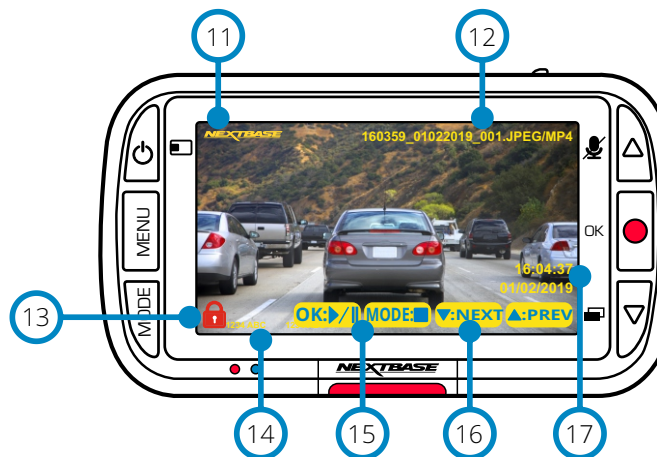 11
12
NEXTBASE
160359_01022019_001.JPEG/MP4
MENU
OK
16:04:37
01/02/2019
MODE
13
OK:▶/II
MODE:■
▼:NEXT
▲:PREV
NEXTBASE
14
15
16
17